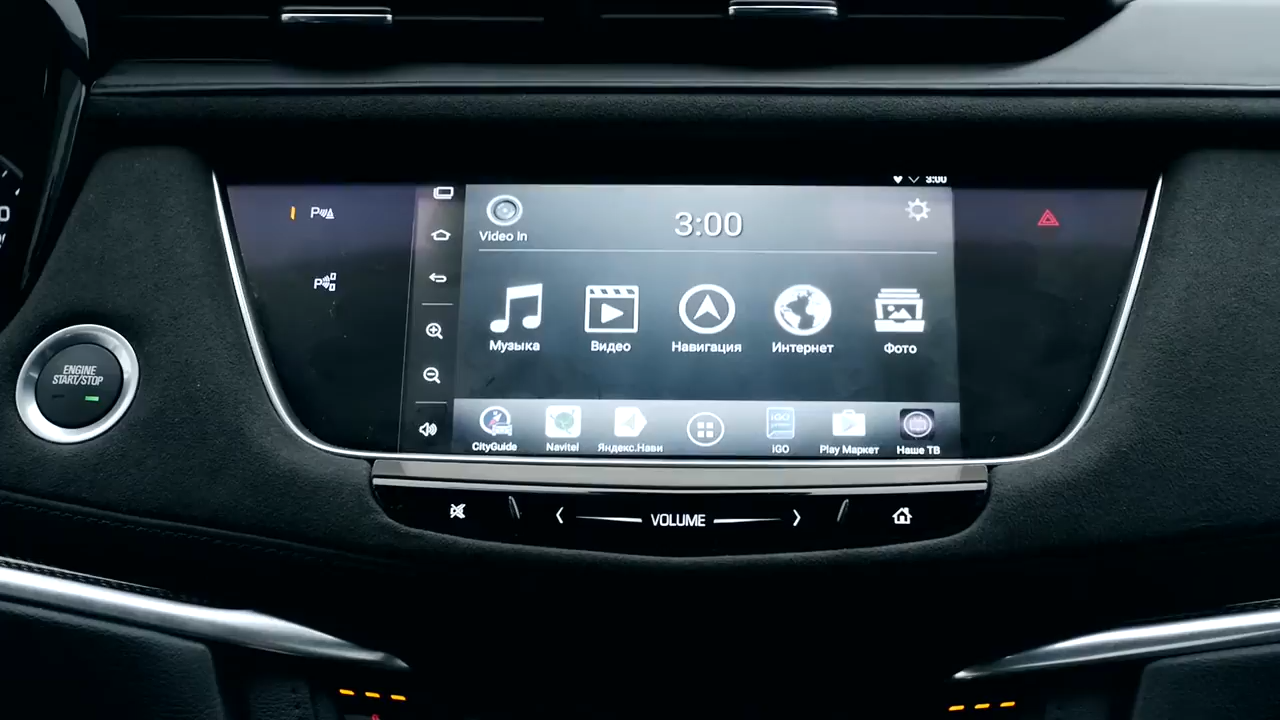 3:00
Video In
3:00
Музыка
Видео
Навигация
Интернет
Фото
CityGuide
Navitel
Яндекс.Нави
iGO
iGO
Play Маркет
Наше ТВ
ENGINE
START/STOP
VOLUME